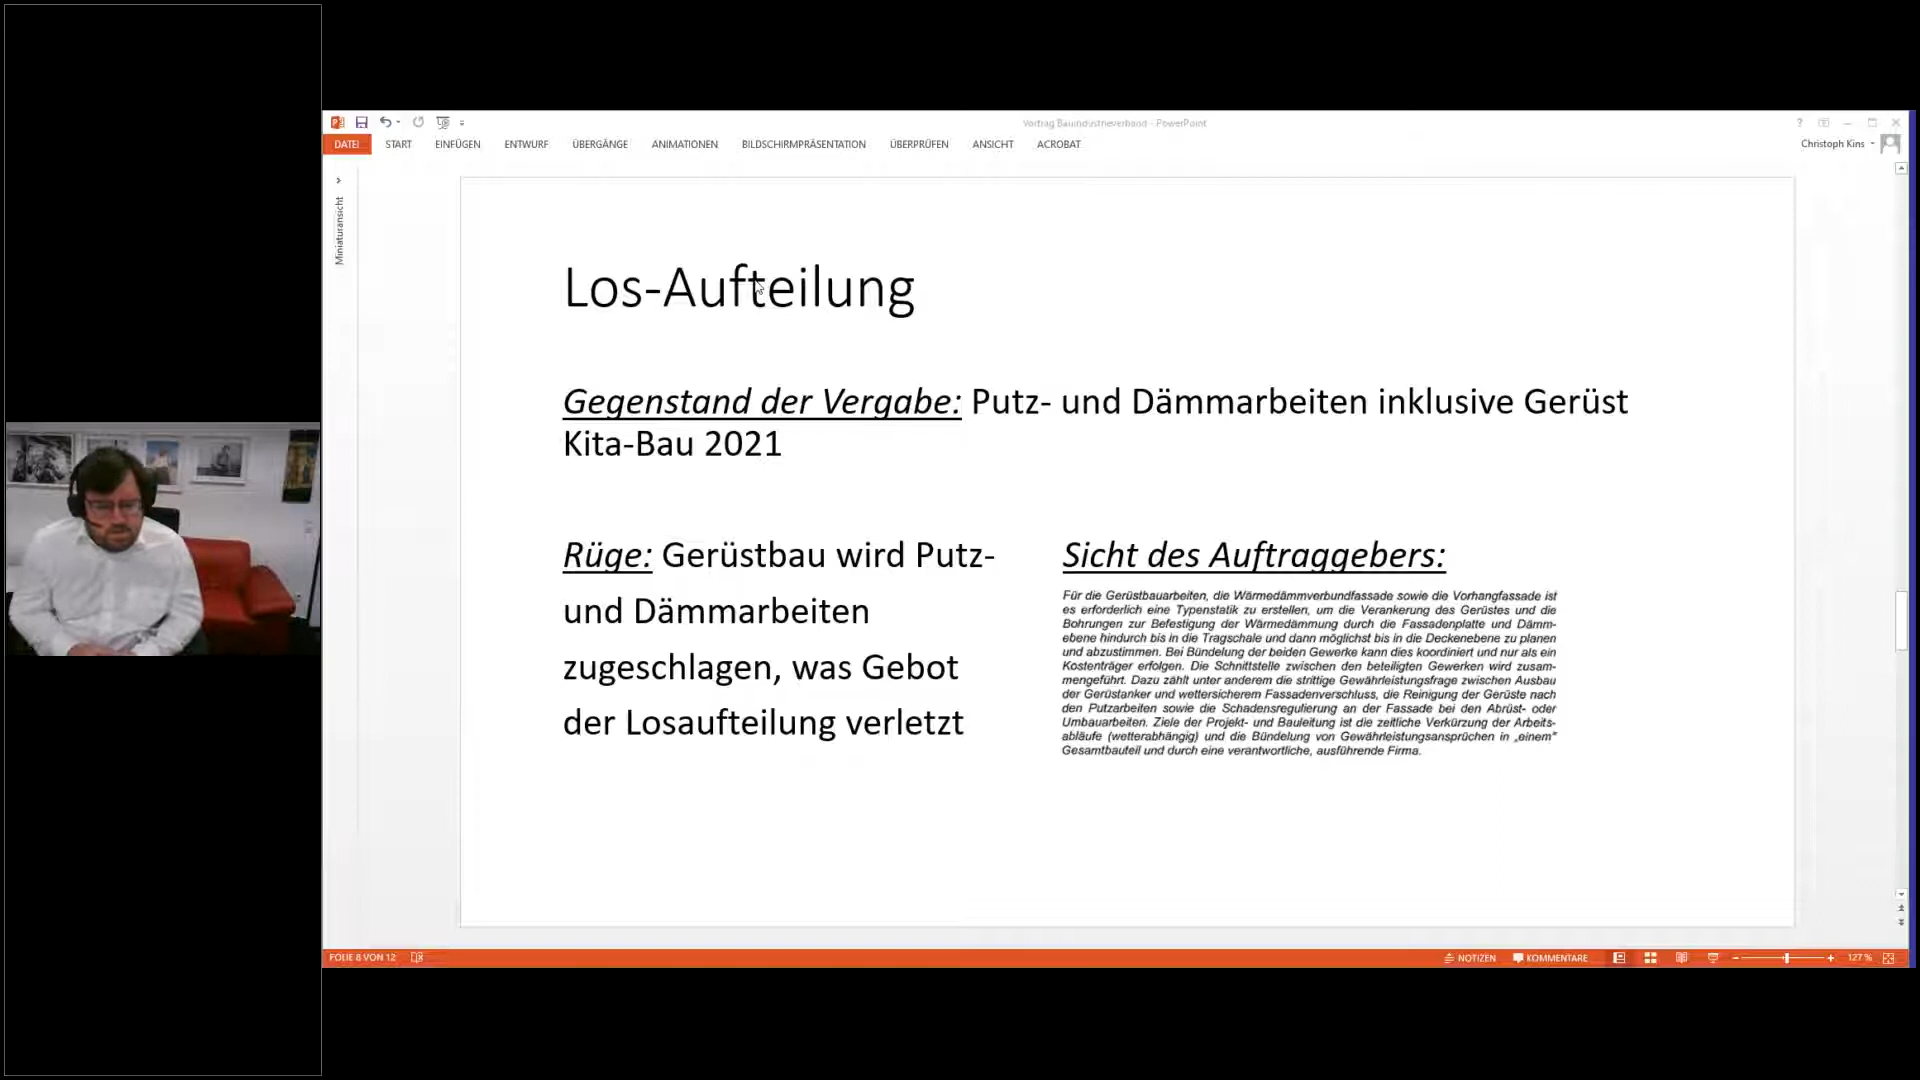 Vortrag Bauindustrieverband - PowerPoint
DATEI START EINFÜGEN ENTWURF ÜBERGÄNGE ANIMATIONEN BILDSCHIRMPRÄSENTATION ÜBERPRÜFEN ANSICHT ACROBAT
Christoph Kins
Miniaturansicht
Los-Aufteilung
Gegenstand der Vergabe: Putz- und Dämmarbeiten inklusive Gerüst
Kita-Bau 2021
Rüge: Gerüstbau wird Putz-
und Dämmarbeiten
zugeschlagen, was Gebot
der Losaufteilung verletzt
Sicht des Auftraggebers:
Für die Gerüstbauarbeiten, die Wärmedämmverbundfassade sowie die Vorhangfassade ist
es erforderlich eine Typenstatik zu erstellen, um die Verankerung des Gerüstes und die
Bohrungen zur Befestigung der Wärmedämmung durch die Fassadenplatte und Dämm-
ebene hindurch bis in die Tragschale und dann möglichst bis in die Deckenebene zu planen
und abzustimmen. Bei Bündelung der beiden Gewerke kann dies koordiniert und nur als ein
Kostenträger erfolgen. Die Schnittstelle zwischen den beteiligten Gewerken wird zusam-
mengeführt. Dazu zählt unter anderem die strittige Gewährleistungsfrage zwischen Ausbau
der Gerüstanker und wettersicherem Fassadenverschluss, die Reinigung der Gerüste nach
den Putzarbeiten sowie die Schadensregulierung an der Fassade bei den Abrüst- oder
Umbauarbeiten. Ziele der Projekt- und Bauleitung ist die zeitliche Verkürzung der Arbeits-
abläufe (wetterabhängig) und die Bündelung von Gewährleistungsansprüchen in „einem"
Gesamtbauteil und durch eine verantwortliche, ausführende Firma.
FOLIE 8 VON 12
NOTIZEN KOMMENTARE 127 %